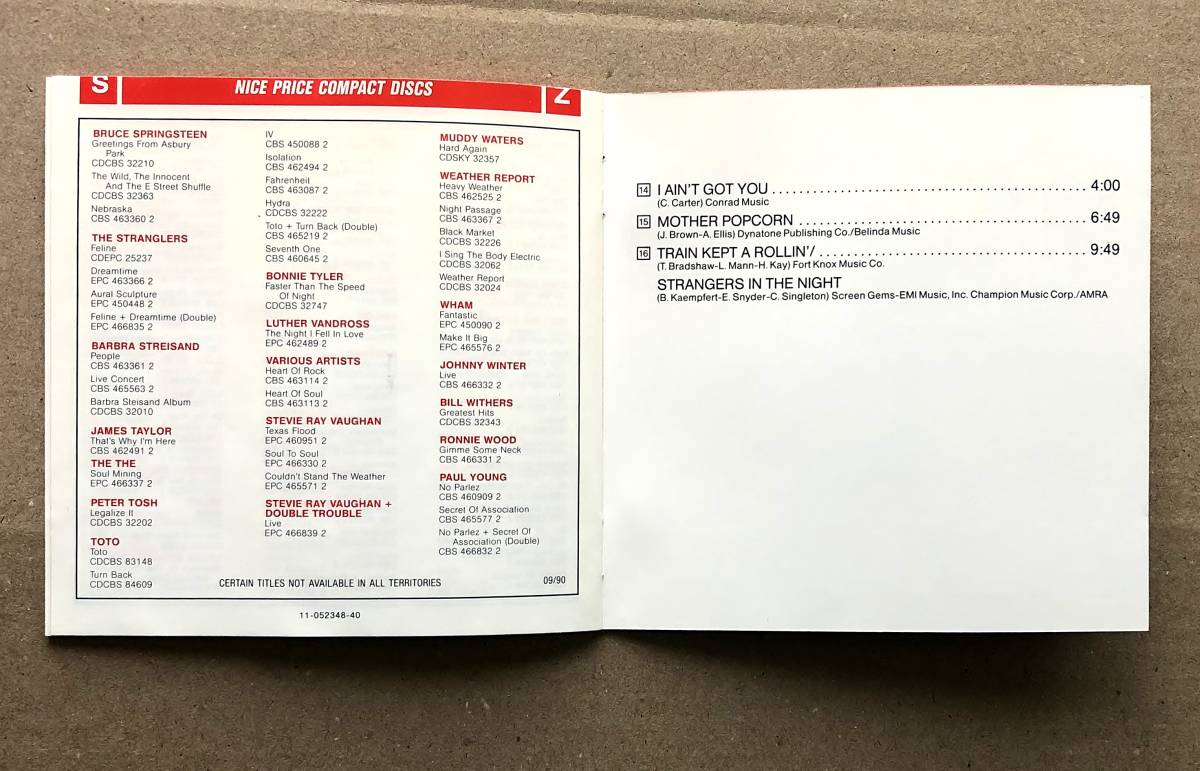 S
NICE PRICE COMPACT DISCS
Z
BRUCE SPRINGSTEEN
Greetings From Asbury
Park
CDCBS 32210
The Wild, The Innocent
And The E Street Shuffle
CDCBS 32363
Nebraska
CBS 463360 2
THE STRANGLERS
Feline
CDEPC 25237
Dreamtime
EPC 463366 2
Aural Sculpture
EPC 450448 2
Feline + Dreamtime (Double)
EPC 466835 2
BARBRA STREISAND
People
CBS 463361 2
Live Concert
CBS 465563 2
Barbra Steisand Album
CDCBS 32010
JAMES TAYLOR
That's Why I'm Here
CBS 462491 2
THE THE
Soul Mining
EPC 466337 2
PETER TOSH
Legalize It
CDCBS 32202
TOTO
Toto
CDCBS 83148
Turn Back
CDCBS 84609
IV
CBS 450088 2
Isolation
CBS 462494 2
Fahrenheit
CBS 463087 2
Hydra
CDCBS 32222
Toto + Turn Back (Double)
CBS 465219 2
Seventh One
CBS 460645 2
BONNIE TYLER
Faster Than The Speed
Of Night
CDCBS 32747
LUTHER VANDROSS
The Night I Fell In Love
EPC 462489 2
VARIOUS ARTISTS
Heart Of Rock
CBS 463114 2
Heart Of Soul
CBS 463113 2
STEVIE RAY VAUGHAN
Texas Flood
EPC 460951 2
Soul To Soul
EPC 466330 2
Couldn't Stand The Weather
EPC 465571 2
STEVIE RAY VAUGHAN +
DOUBLE TROUBLE
Live
EPC 466839 2
MUDDY WATERS
Hard Again
CDSKY 32357
WEATHER REPORT
Heavy Weather
CBS 462525 2
Night Passage
CBS 463367 2
Black Market
CDCBS 32226
I Sing The Body Electric
CDCBS 32062
Weather Report
CDCBS 32024
WHAM
Fantastic
EPC 450090 2
Make It Big
EPC 465576 2
JOHNNY WINTER
Live
CBS 466332 2
BILL WITHERS
Greatest Hits
CDCBS 32343
RONNIE WOOD
Gimme Some Neck
CBS 466331 2
PAUL YOUNG
No Parlez
CBS 460909 2
Secret Of Association
CBS 465577 2
No Parlez + Secret Of
Association (Double)
CBS 466832 2
CERTAIN TITLES NOT AVAILABLE IN ALL TERRITORIES
09/90
11-052348-40
14 I AIN'T GOT YOU 4:00
(C. Carter) Conrad Music
15 MOTHER POPCORN 6:49
(J. Brown-A. Ellis) Dynatone Publishing Co./Belinda Music
16 TRAIN KEPT A ROLLIN'/ 9:49
(T. Bradshaw-L. Mann-H. Kay) Fort Knox Music Co.
STRANGERS IN THE NIGHT
(B. Kaempfert-E. Snyder-C. Singleton) Screen Gems-EMI Music, Inc. Champion Music Corp./AMRA